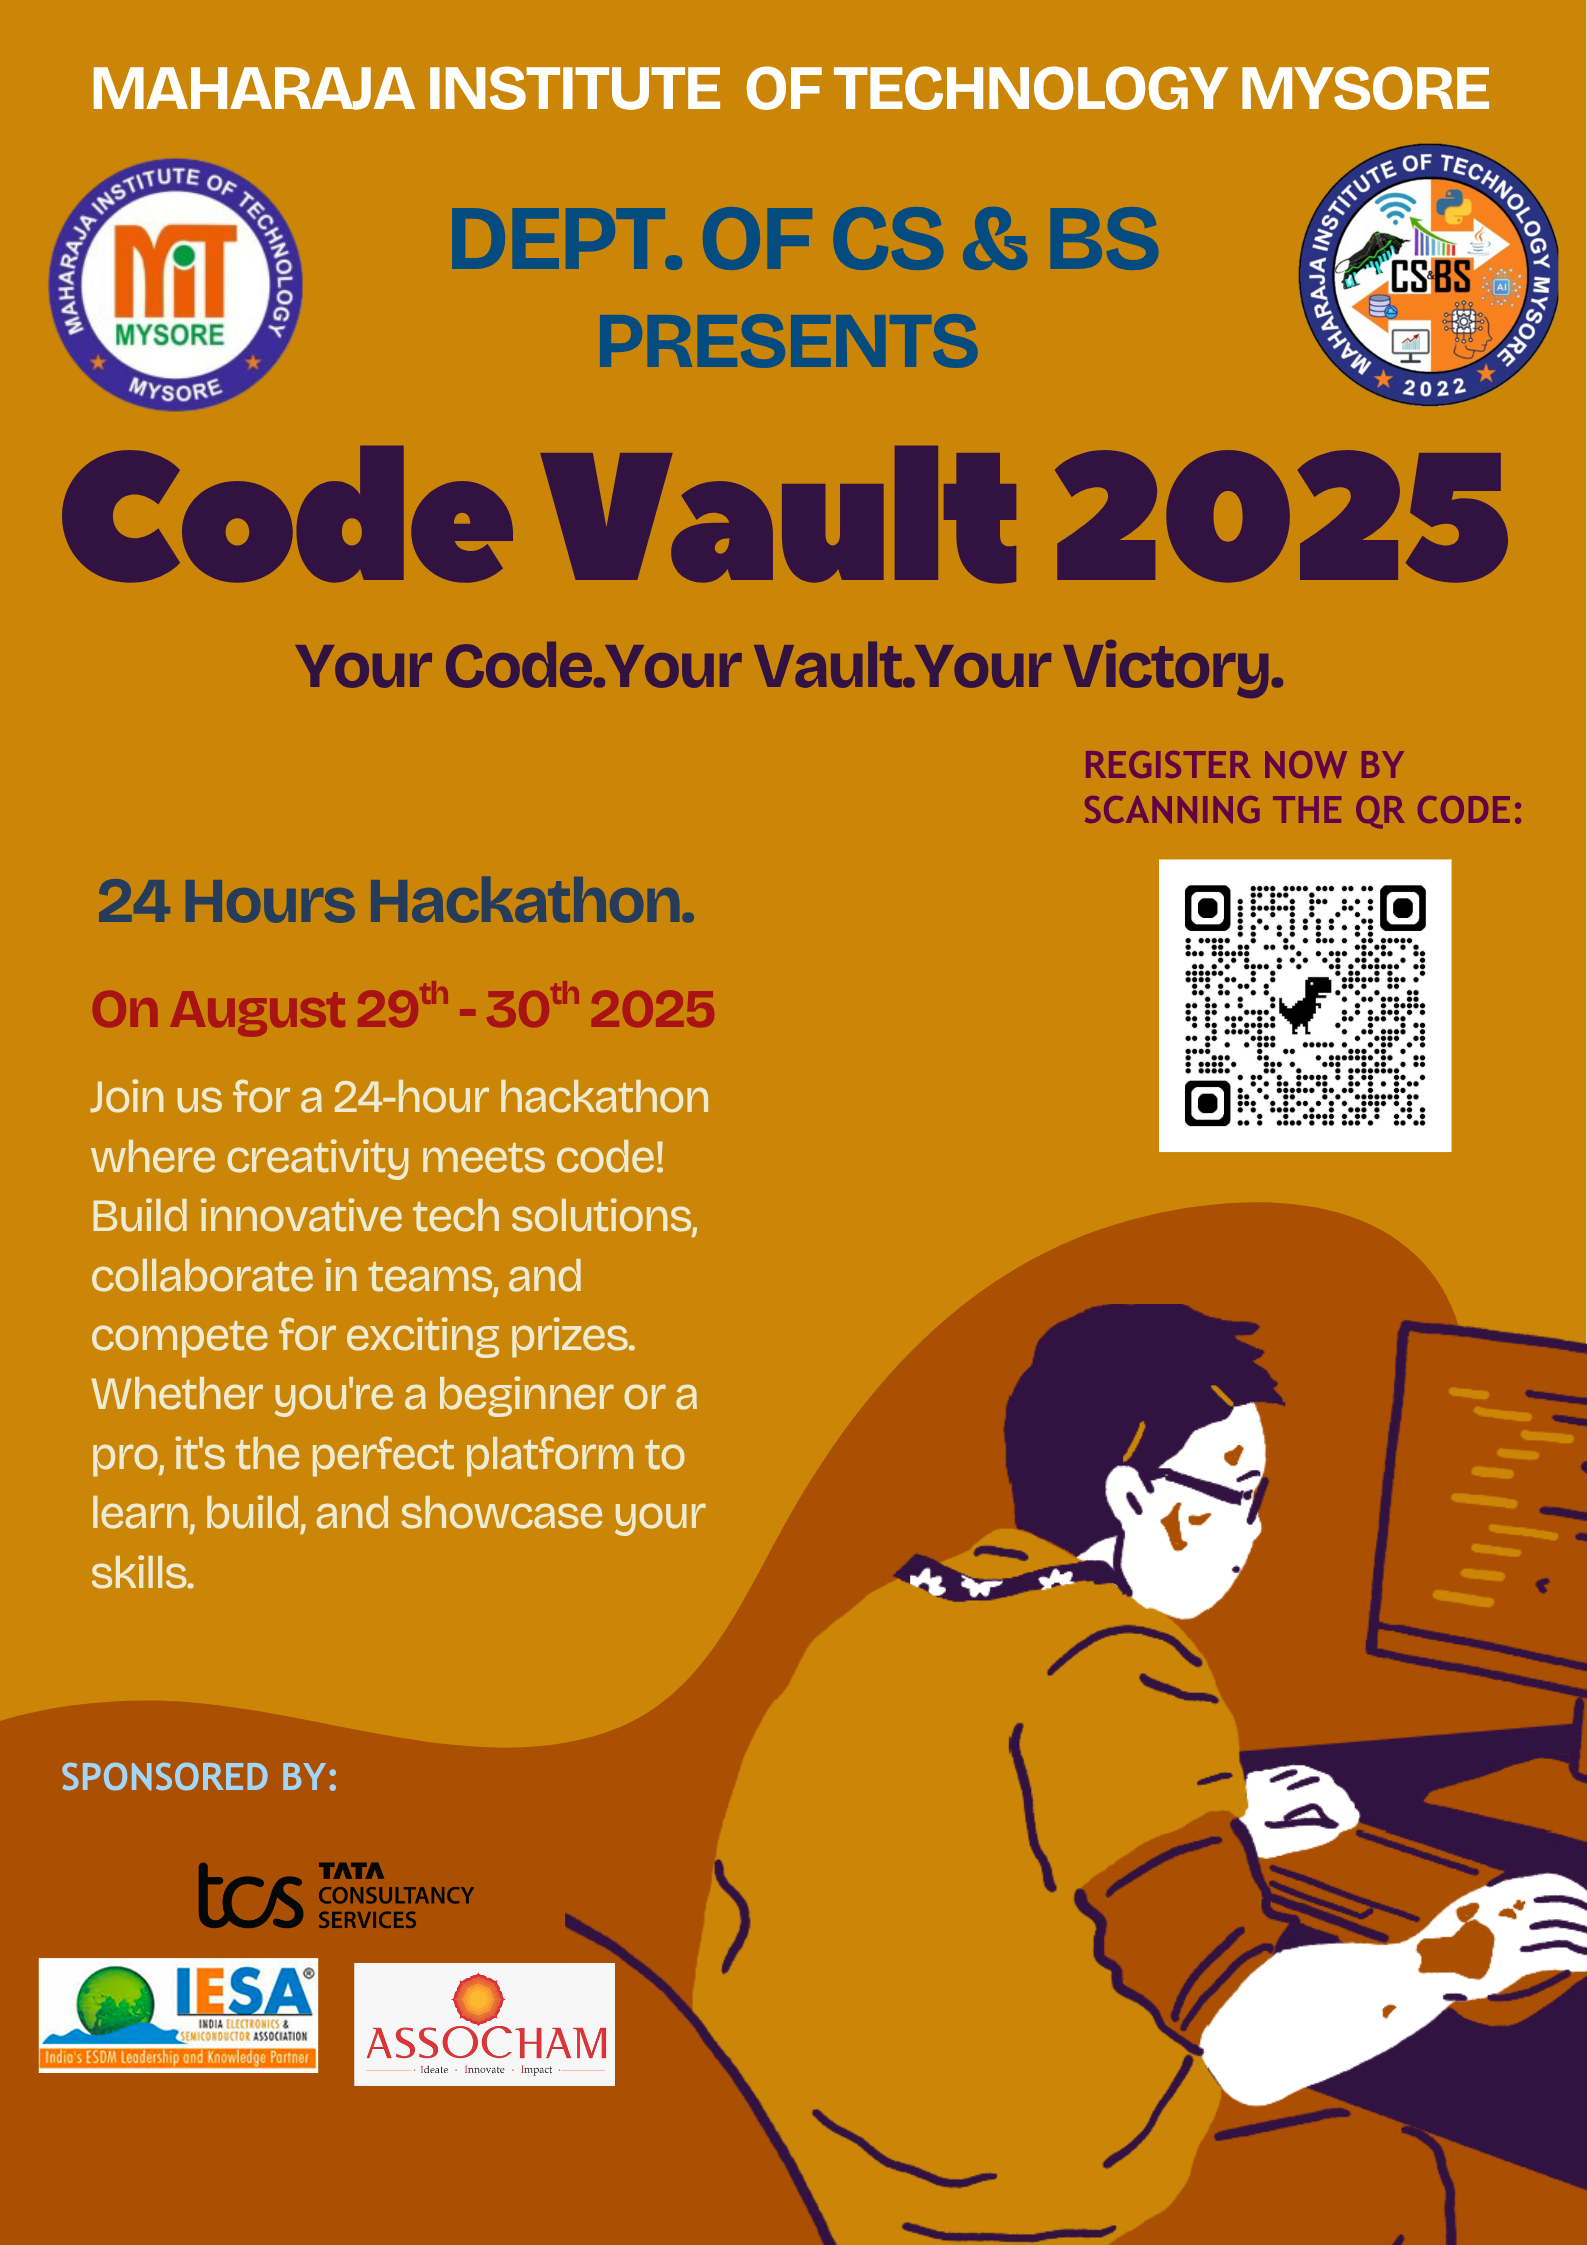 MAHARAJA INSTITUTE OF TECHNOLOGY MYSORE
MAHARAJA INSTITUTE OF TECHNOLOGY
MiT
MYSORE
MYSORE
DEPT. OF CS & BS
PRESENTS
MAHARAJA INSTITUTE OF TECHNOLOGY MYSORE
CS&BS
AI
2022
Code Vault 2025
Your Code.Your Vault.Your Victory.
REGISTER NOW BY
SCANNING THE QR CODE:
24 Hours Hackathon.
On August 29th - 30th 2025
Join us for a 24-hour hackathon
where creativity meets code!
Build innovative tech solutions,
collaborate in teams, and
compete for exciting prizes.
Whether you're a beginner or a
pro, it's the perfect platform to
learn, build, and showcase your
skills.
SPONSORED BY:
tcs TATA
CONSULTANCY
SERVICES
IESA®
INDIA ELECTRONICS &
SEMICONDUCTOR ASSOCIATION
India's ESDM Leadership and Knowledge Partner
ASSOCHAM
· Ideate · Innovate · Impact ·